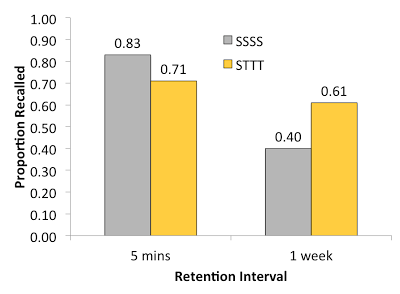 1.00
0.90
0.80
0.70
0.60
0.50
0.40
0.30
0.20
0.10
0.00
Proportion Recalled
0.83
0.71
0.40
0.61
SSSS
STTT
5 mins
1 week
Retention Interval